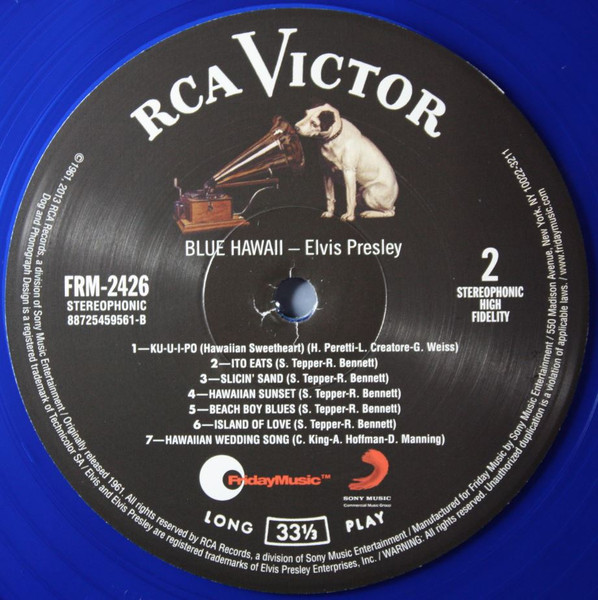 RCA VICTOR
BLUE HAWAII – Elvis Presley
FRM-2426
STEREOPHONIC
88725459561-B
2
STEREOPHONIC
HIGH
FIDELITY
1—KU-U-I-PO (Hawaiian Sweetheart) (H. Peretti-L. Creatore-G. Weiss)
2—ITO EATS (S. Tepper-R. Bennett)
3—SLICIN' SAND (S. Tepper-R. Bennett)
4—HAWAIIAN SUNSET (S. Tepper-R. Bennett)
5—BEACH BOY BLUES (S. Tepper-R. Bennett)
6—ISLAND OF LOVE (S. Tepper-R. Bennett)
7—HAWAIIAN WEDDING SONG (C. King-A. Hoffman-D. Manning)
FridayMusic™
SONY MUSIC
Commercial Music Group
LONG 33⅓ PLAY
©1961, 2013 RCA Records, a division of Sony Music Entertainment / Originally released 1961. All rights reserved by RCA Records, a division of Sony Music Entertainment / Manufactured for Friday Music by Sony Music Entertainment / 550 Madison Avenue, New York, NY 10022-3211
Dog and Phonograph Design is a registered trademark of Technicolor SA / Elvis and Elvis Presley are registered trademarks of Elvis Presley Enterprises, Inc. / WARNING: All rights reserved. Unauthorized duplication is a violation of applicable laws. / www.fridaymusic.com